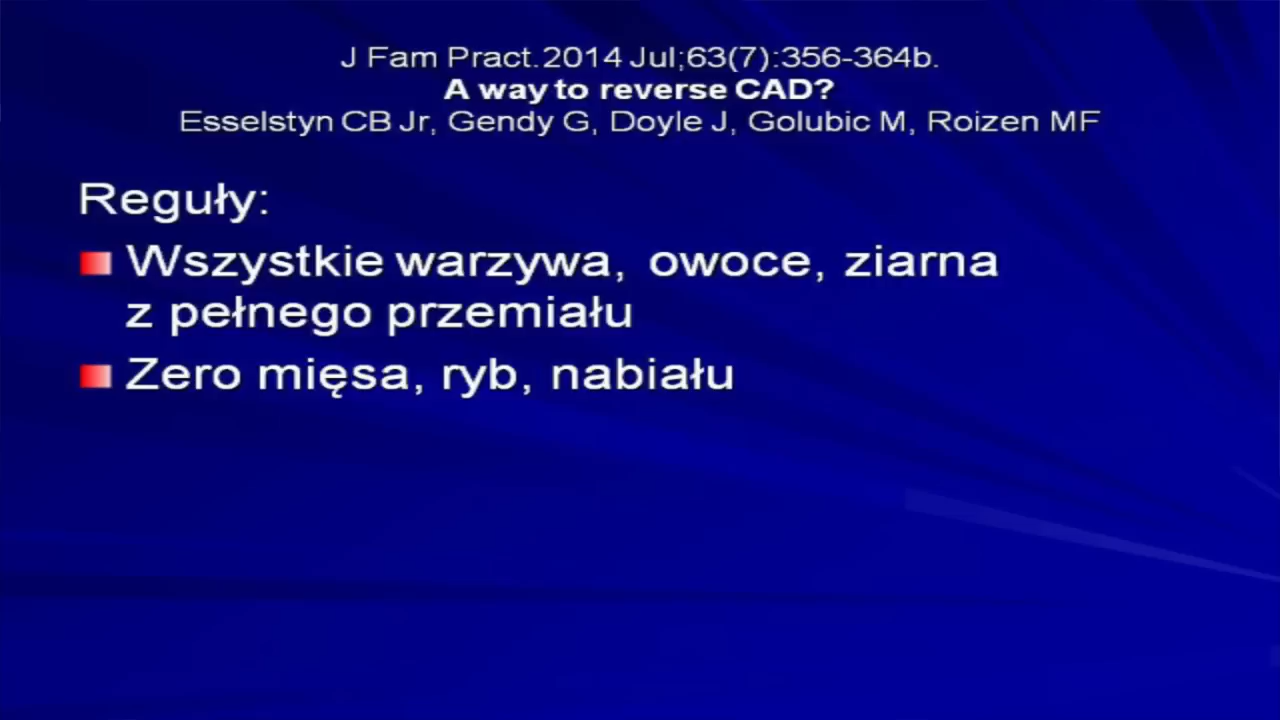 J Fam Pract.2014 Jul;63(7):356-364b.
A way to reverse CAD?
Esselstyn CB Jr, Gendy G, Doyle J, Golubic M, Roizen MF
Reguły:
Wszystkie warzywa, owoce, ziarna
z pełnego przemiału
Zero mięsa, ryb, nabiału